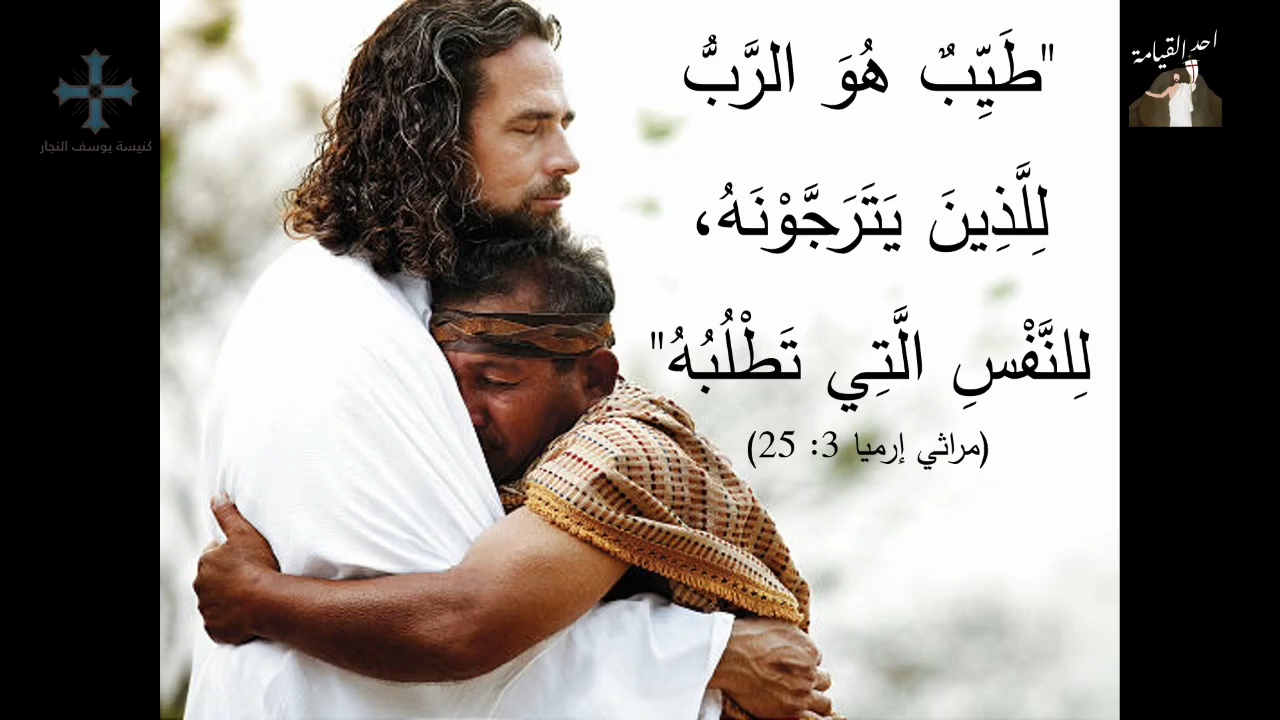 احد القيامة
كنيسة يوسف النجار
"طَيِّبٌ هُوَ الرَّبُّ
لِلَّذِينَ يَتَرَجَّوْنَهُ،
لِلنَّفْسِ الَّتِي تَطْلُبُهُ"
(مراثي إرميا 3: 25)